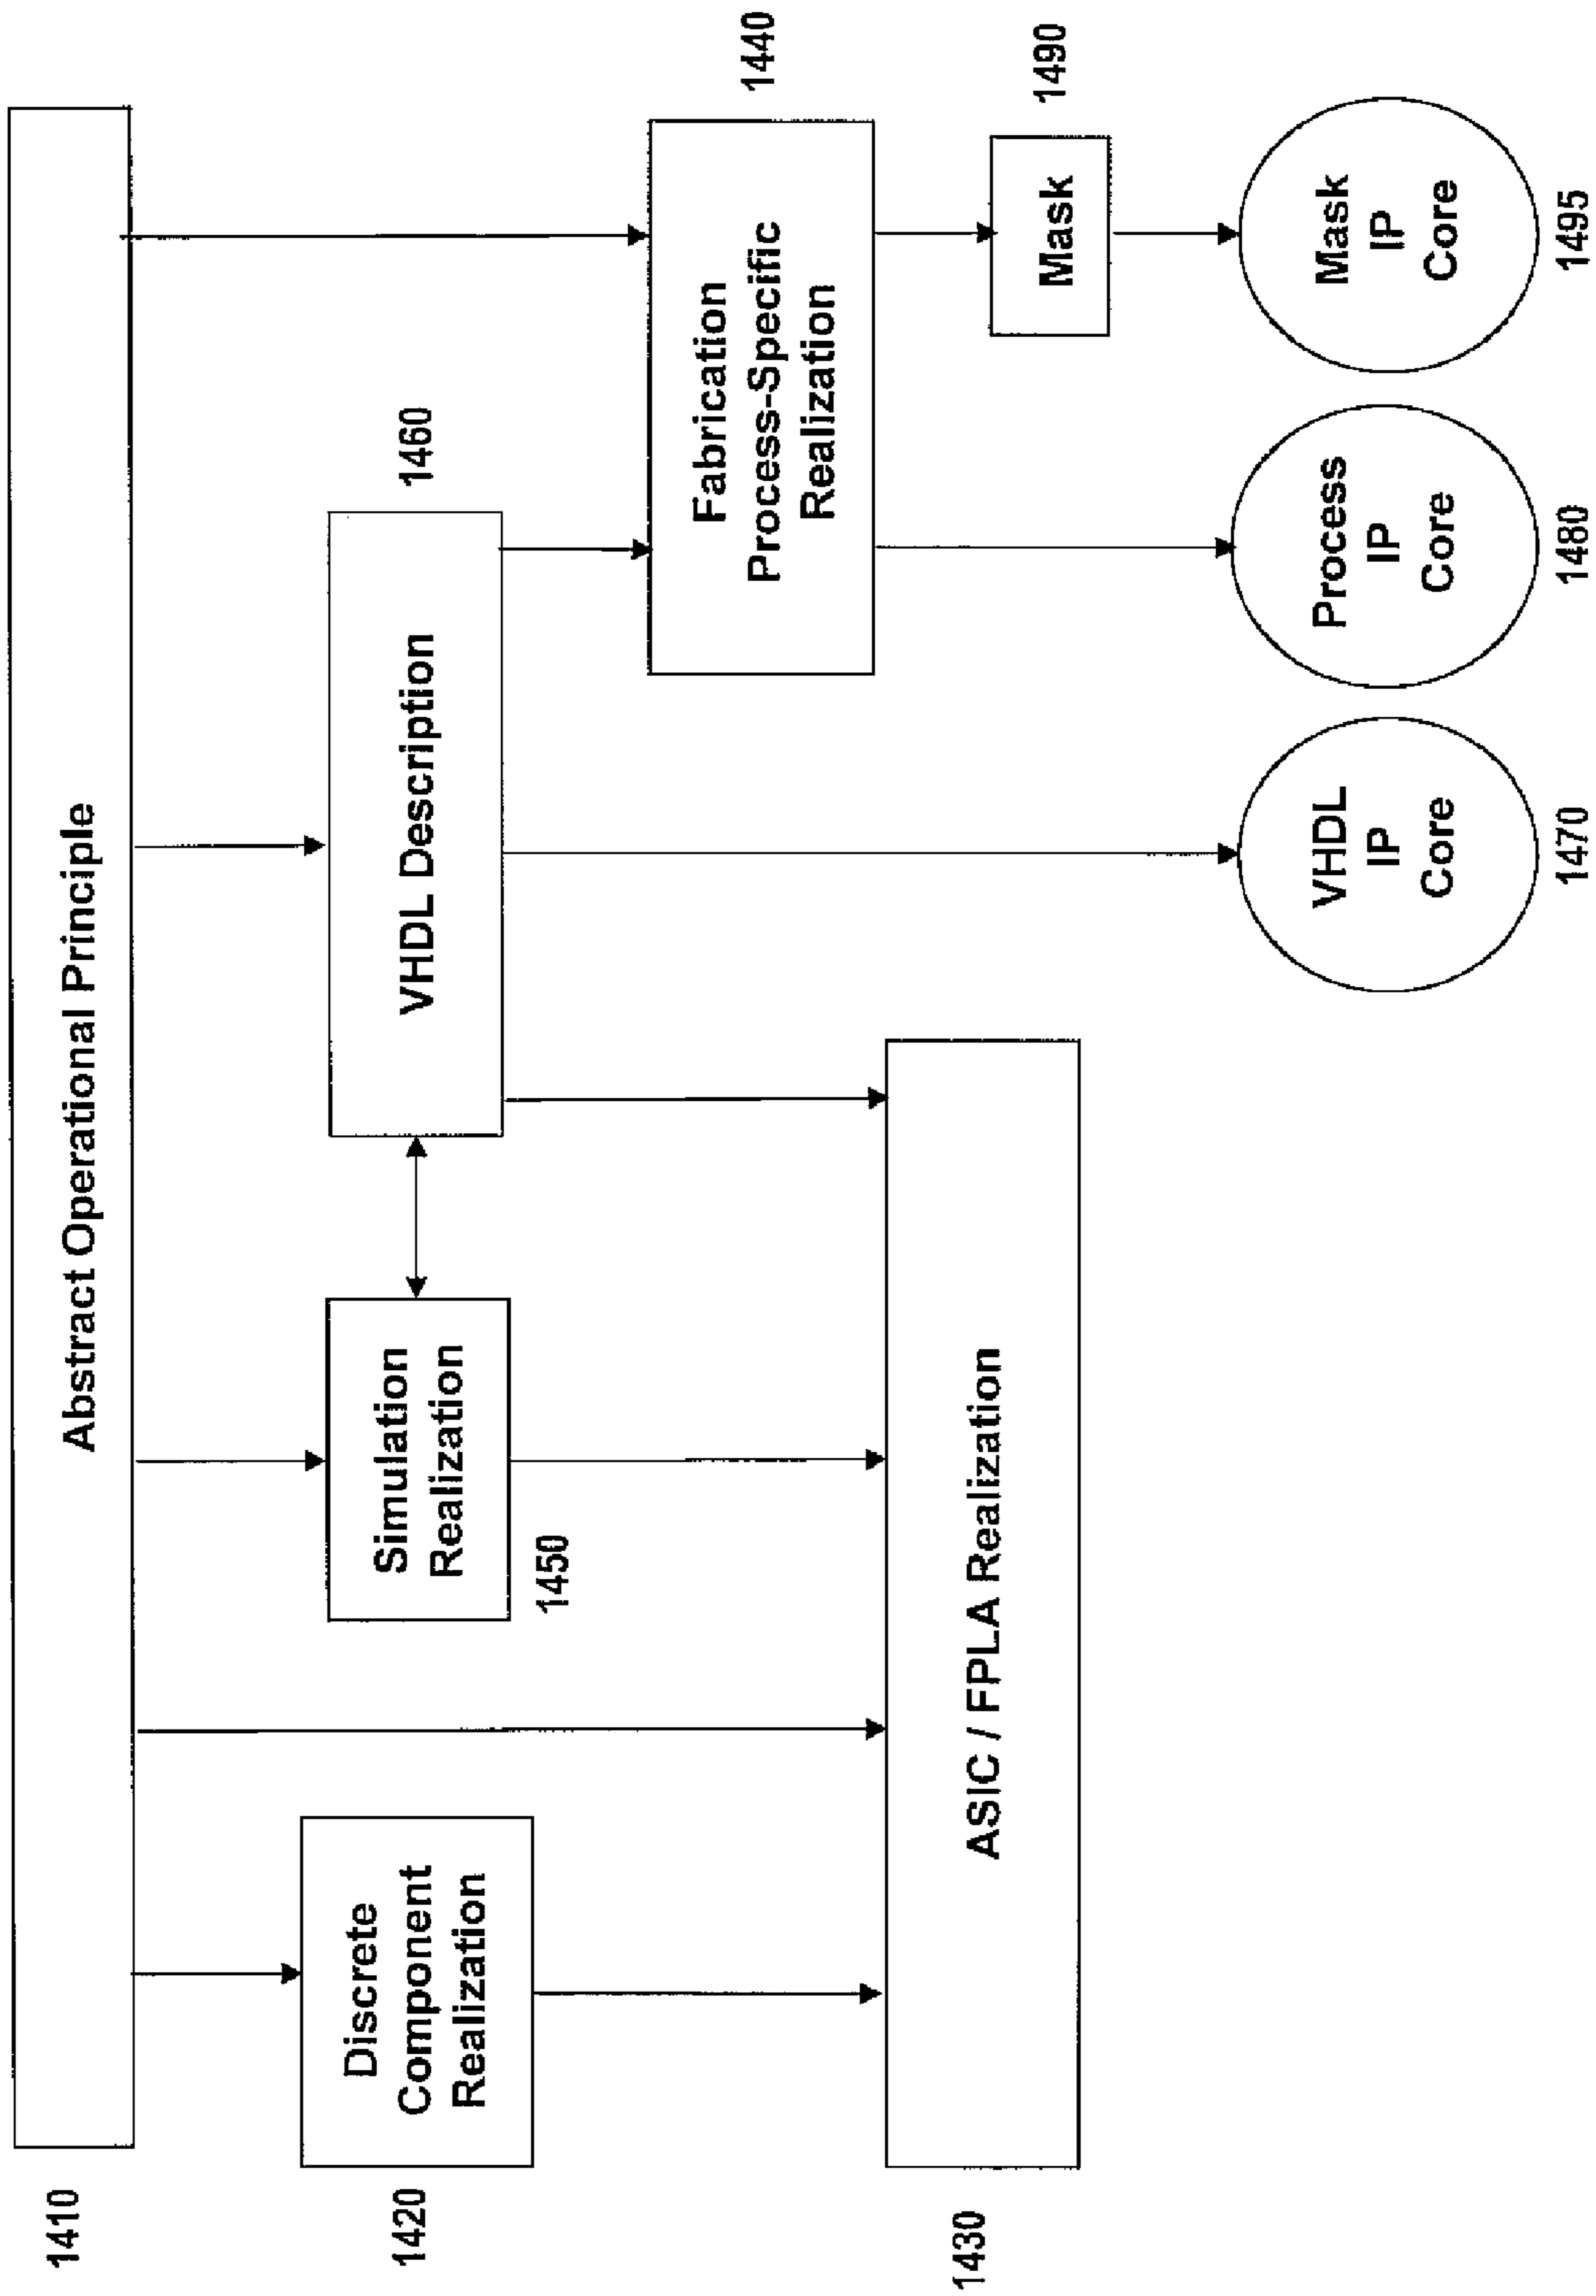 1410
Abstract Operational Principle
1420
Discrete
Component
Realization
Simulation
Realization
1450
VHDL Description
1460
1430
ASIC / FPLA Realization
Fabrication
Process-Specific
Realization
1440
Mask
1490
VHDL
IP
Core
1470
Process
IP
Core
1480
Mask
IP
Core
1495